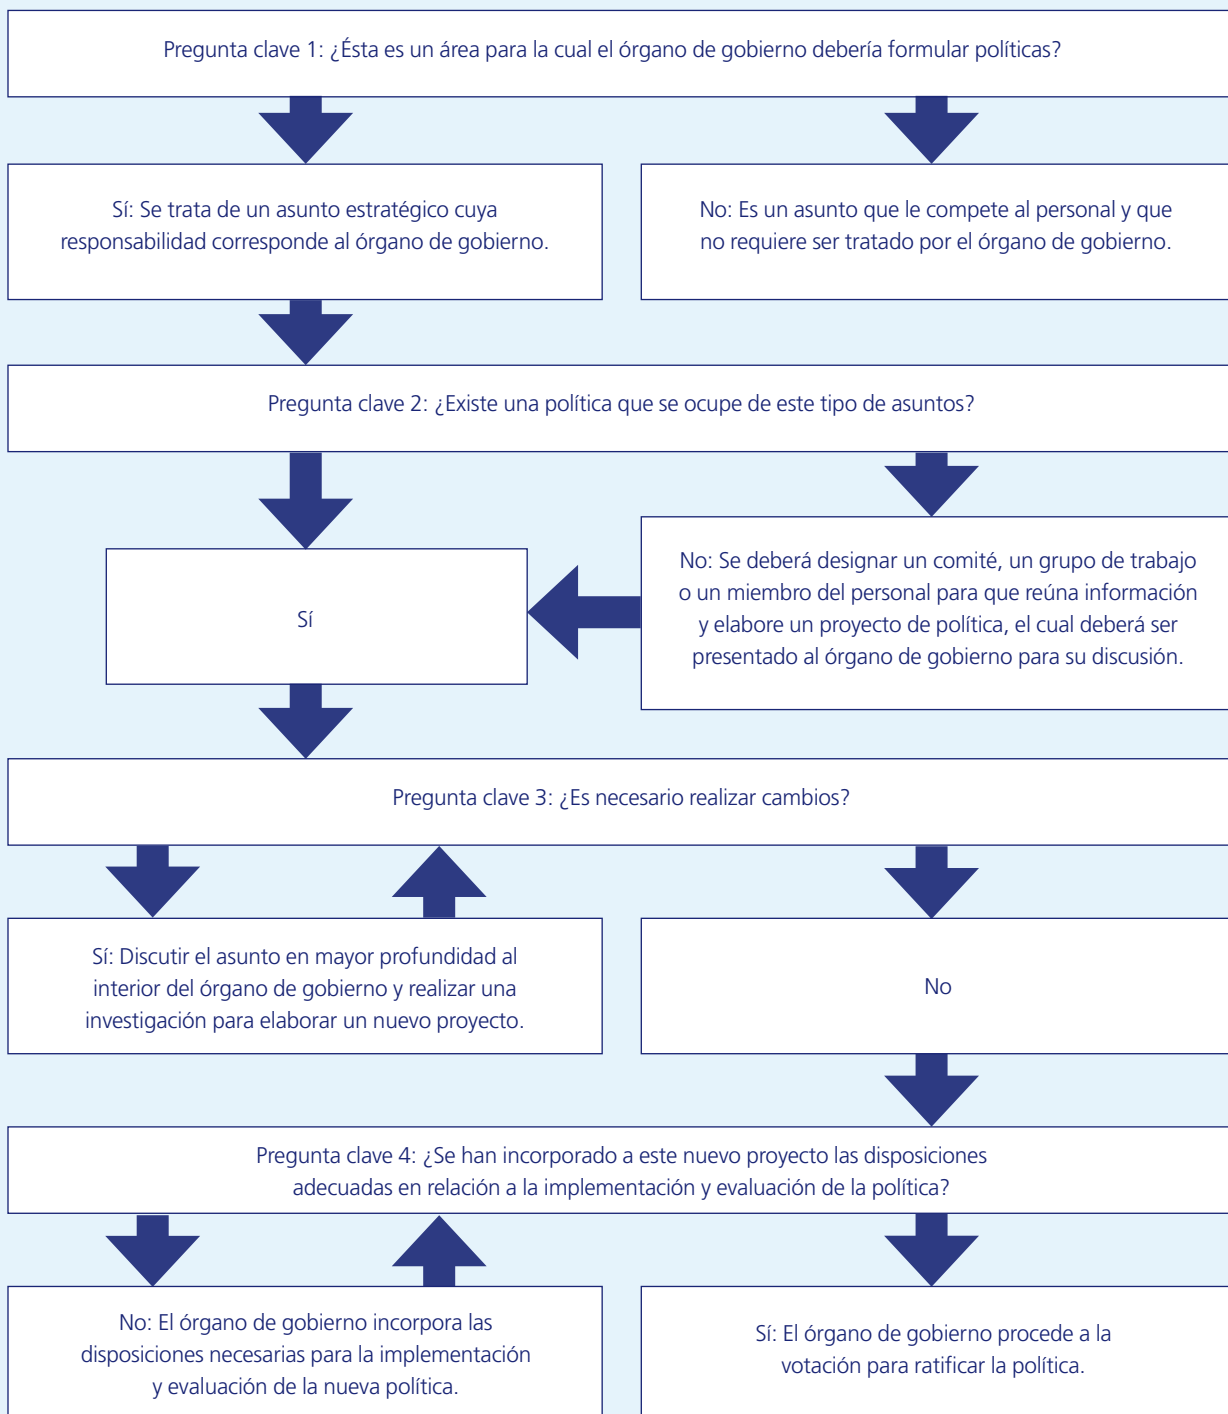 Pregunta clave 1: ¿Ésta es un área para la cual el órgano de gobierno debería formular políticas?
Sí: Se trata de un asunto estratégico cuya
responsabilidad corresponde al órgano de gobierno.
No: Es un asunto que le compete al personal y que
no requiere ser tratado por el órgano de gobierno.
Pregunta clave 2: ¿Existe una política que se ocupe de este tipo de asuntos?
Sí
No: Se deberá designar un comité, un grupo de trabajo
o un miembro del personal para que reúna información
y elabore un proyecto de política, el cual deberá ser
presentado al órgano de gobierno para su discusión.
Pregunta clave 3: ¿Es necesario realizar cambios?
Sí: Discutir el asunto en mayor profundidad al
interior del órgano de gobierno y realizar una
investigación para elaborar un nuevo proyecto.
No
Pregunta clave 4: ¿Se han incorporado a este nuevo proyecto las disposiciones
adecuadas en relación a la implementación y evaluación de la política?
No: El órgano de gobierno incorpora las
disposiciones necesarias para la implementación
y evaluación de la nueva política.
Sí: El órgano de gobierno procede a la
votación para ratificar la política.